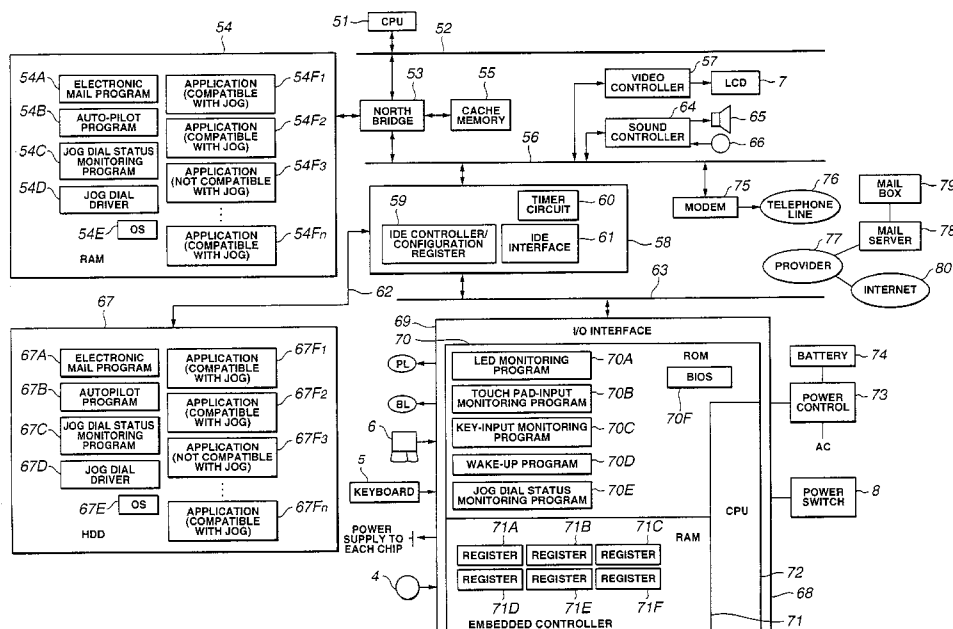 51
CPU
52
54
54A
ELECTRONIC
MAIL PROGRAM
54B
AUTO-PILOT
PROGRAM
54C
JOG DIAL STATUS
MONITORING
PROGRAM
54D
JOG DIAL
DRIVER
54E
OS
RAM
APPLICATION
(COMPATIBLE
WITH JOG)
54F1
APPLICATION
(COMPATIBLE
WITH JOG)
54F2
APPLICATION
(NOT COMPATIBLE
WITH JOG)
54F3
APPLICATION
(COMPATIBLE
WITH JOG)
54Fn
53
NORTH
BRIDGE
55
CACHE
MEMORY
57
VIDEO
CONTROLLER
LCD
7
64
SOUND
CONTROLLER
65
66
56
59
IDE CONTROLLER/
CONFIGURATION
REGISTER
TIMER
CIRCUIT
60
IDE
INTERFACE
61
58
62
63
75
MODEM
76
TELEPHONE
LINE
MAIL
BOX
79
MAIL
SERVER
78
77
PROVIDER
INTERNET
80
67
67A
ELECTRONIC
MAIL PROGRAM
67B
AUTOPILOT
PROGRAM
67C
JOG DIAL STATUS
MONITORING
PROGRAM
67D
JOG DIAL
DRIVER
67E
OS
HDD
APPLICATION
(COMPATIBLE
WITH JOG)
67F1
APPLICATION
(COMPATIBLE
WITH JOG)
67F2
APPLICATION
(NOT COMPATIBLE
WITH JOG)
67F3
APPLICATION
(COMPATIBLE
WITH JOG)
67Fn
69
I/O INTERFACE
70
LED MONITORING
PROGRAM
70A
TOUCH PAD-INPUT
MONITORING PROGRAM
70B
KEY-INPUT MONITORING
PROGRAM
70C
WAKE-UP PROGRAM
70D
JOG DIAL STATUS
MONITORING PROGRAM
70E
ROM
BIOS
70F
PL
BL
6
5
KEYBOARD
POWER
SUPPLY TO
EACH CHIP
4
71A
71B
71C
RAM
REGISTER
REGISTER
REGISTER
REGISTER
REGISTER
REGISTER
71D
71E
71F
EMBEDDED CONTROLLER
CPU
72
68
71
BATTERY
74
POWER
CONTROL
73
AC
POWER
SWITCH
8